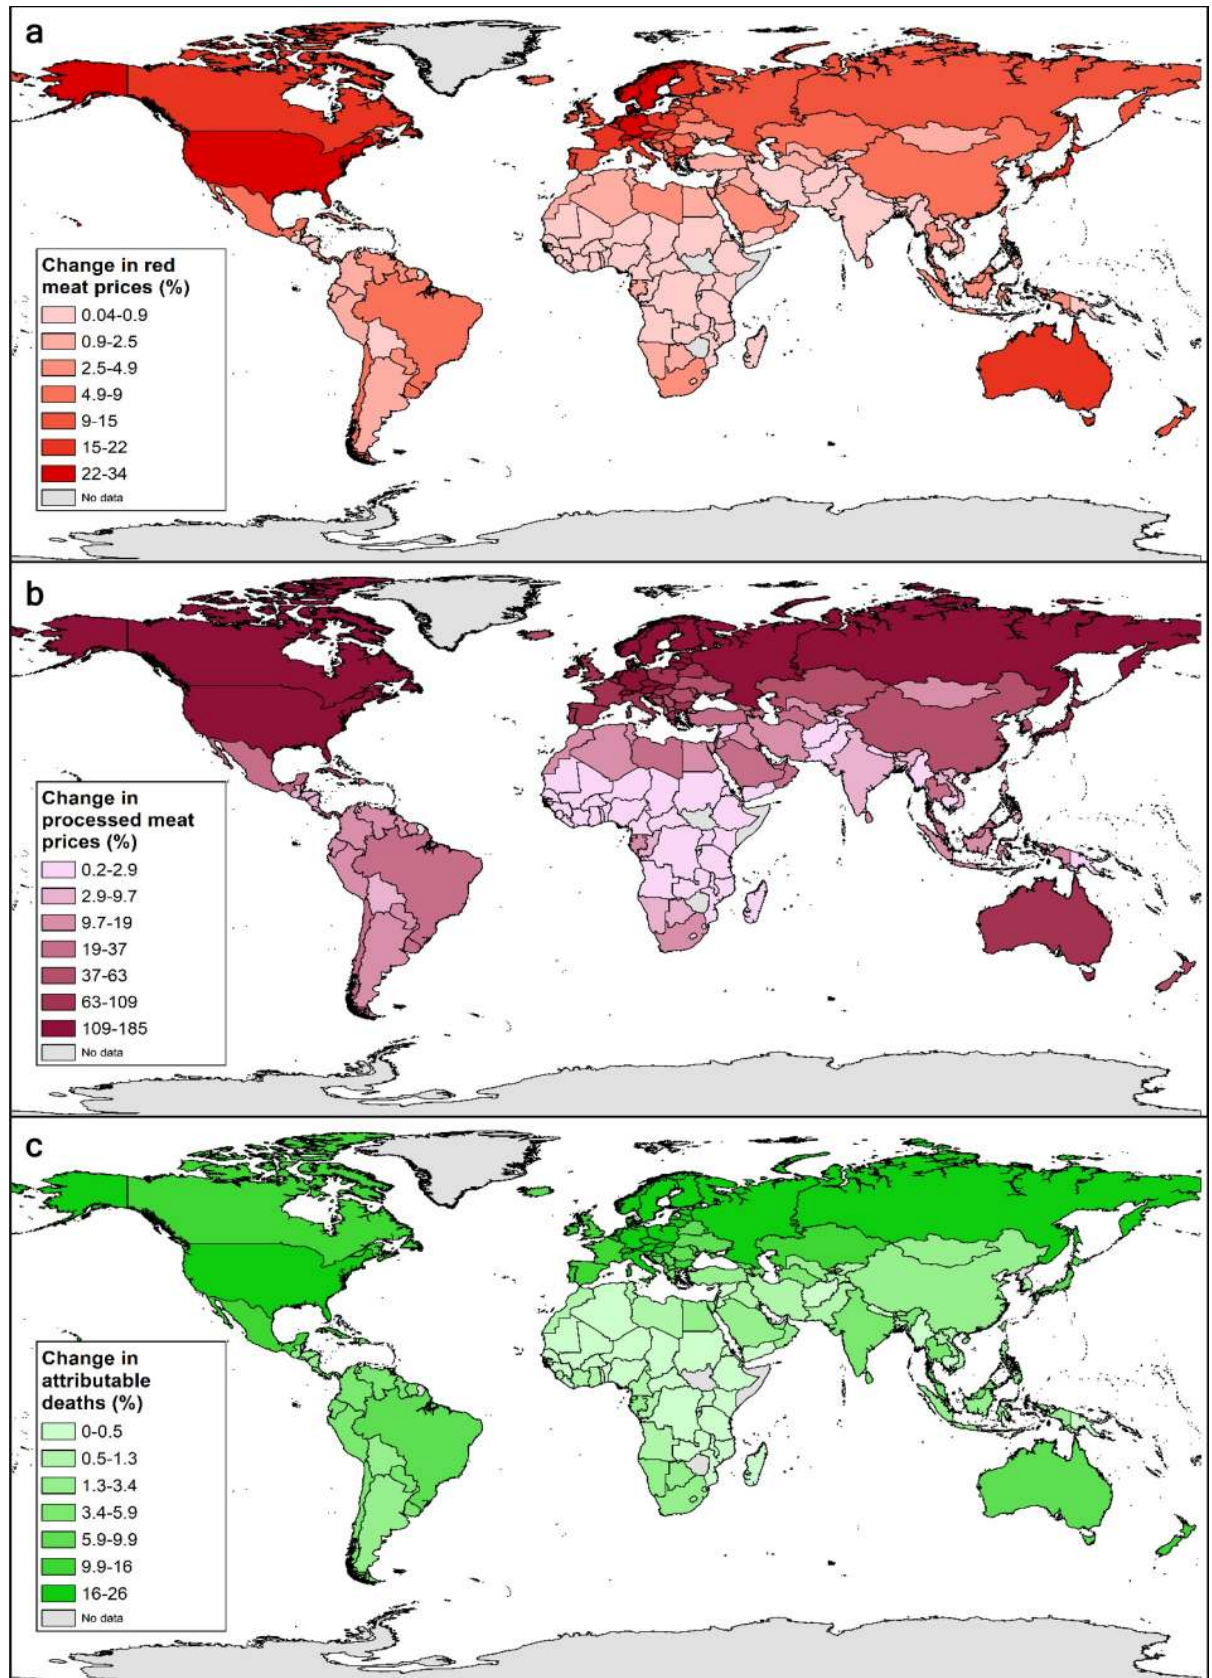 a
Change in red
meat prices (%)
0.04-0.9
0.9-2.5
2.5-4.9
4.9-9
9-15
15-22
22-34
No data
b
Change in
processed meat
prices (%)
0.2-2.9
2.9-9.7
9.7-19
19-37
37-63
63-109
109-185
No data
c
Change in
attributable
deaths (%)
0-0.5
0.5-1.3
1.3-3.4
3.4-5.9
5.9-9.9
9.9-16
16-26
No data